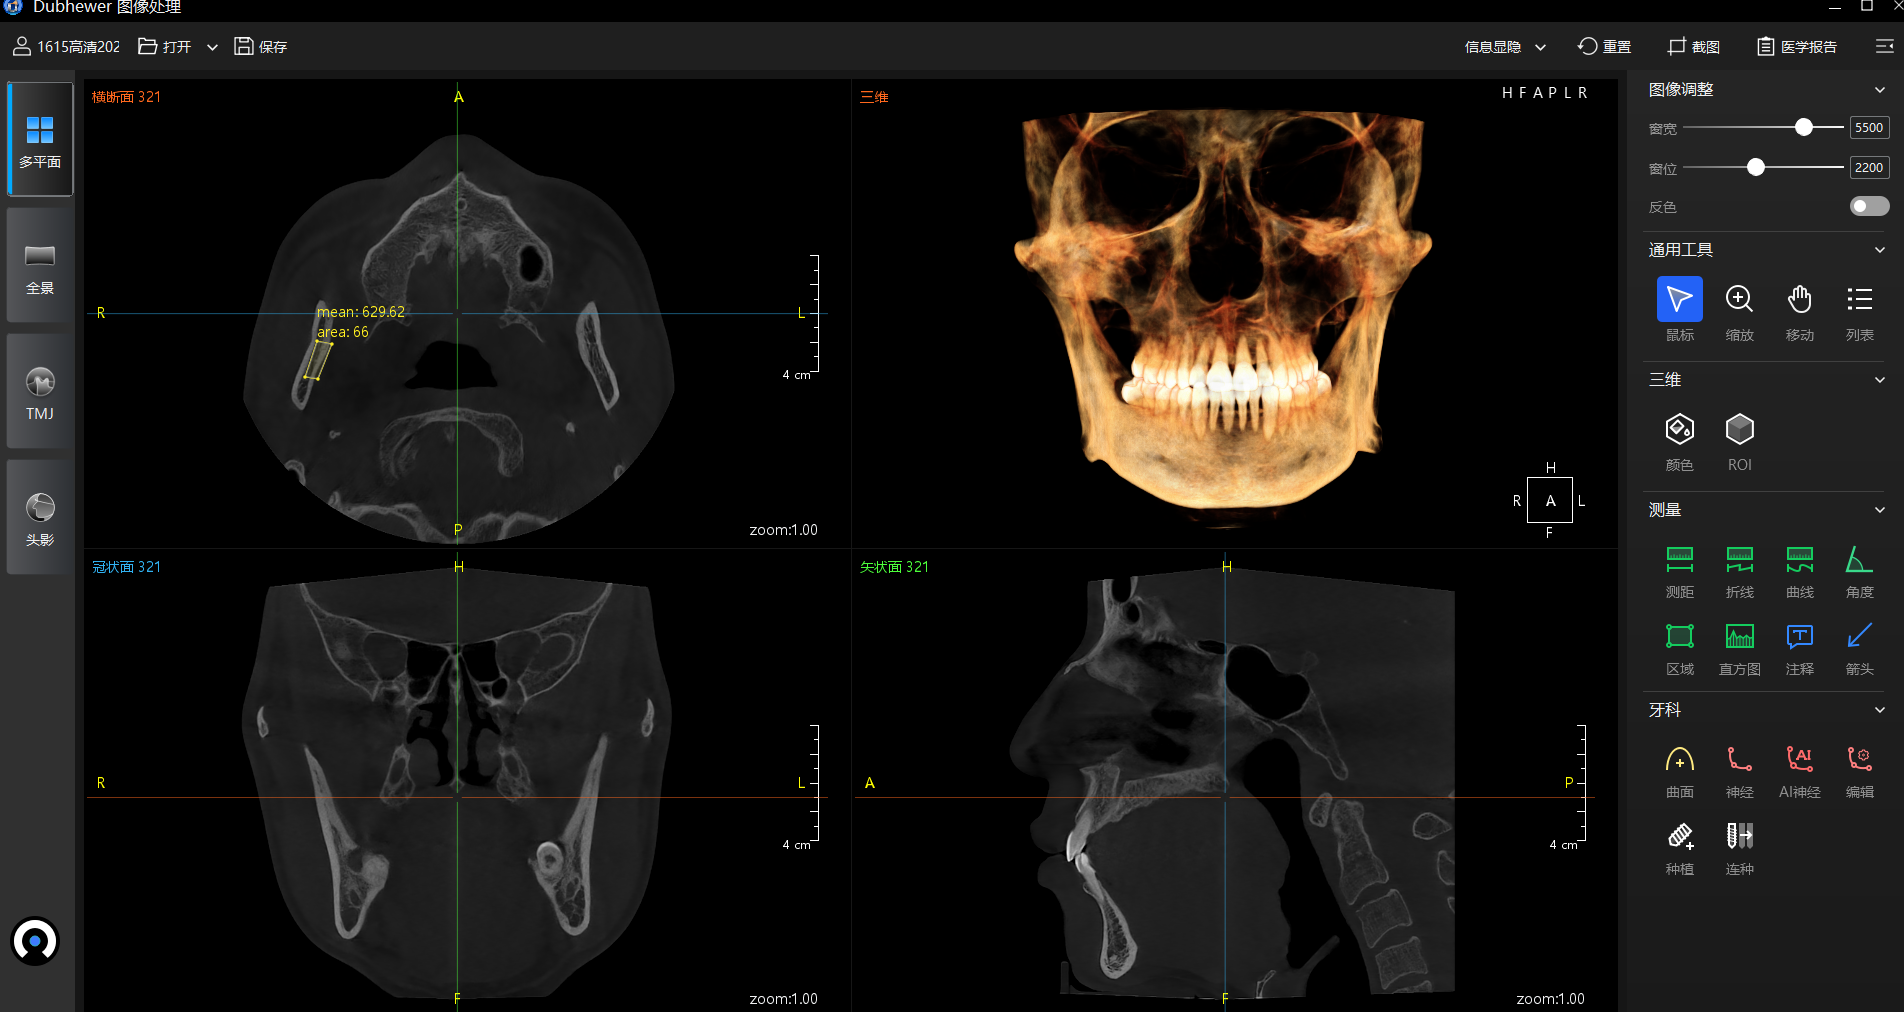 Dubhewer 图像处理
1615高清202 打开 保存 信息显隐 重置 截图 医学报告
多平面
全景
TMJ
头影
横断面 321
A
R
L
P
mean: 629.62
area: 66
4 cm
zoom:1.00
三维
H F A P L R
H
R A L
F
冠状面 321
H
R
L
4 cm
F
zoom:1.00
矢状面 321
H
A
P
4 cm
F
zoom:1.00
图像调整
窗宽 5500
窗位 2200
反色
通用工具
鼠标 缩放 移动 列表
三维
颜色 ROI
测量
测距 折线 曲线 角度
T
区域 直方图 注释 箭头
牙科
AI
曲面 神经 AI神经 编辑
种植 连种